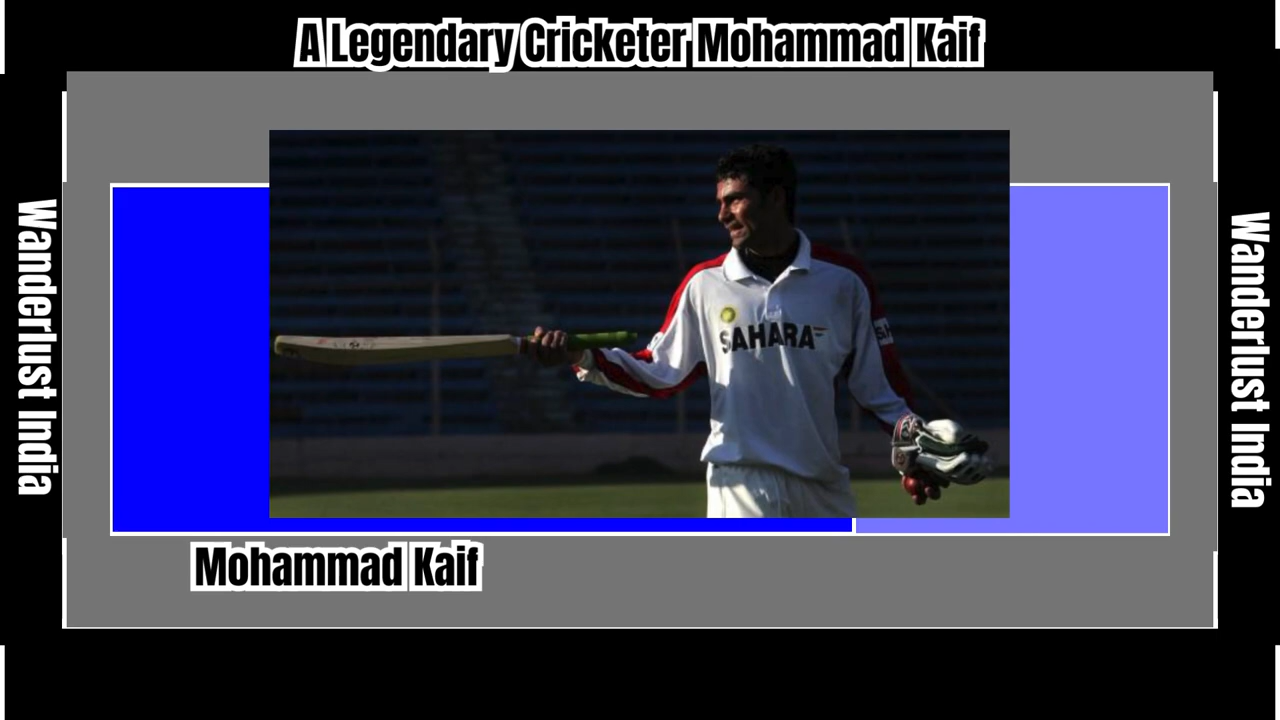 A Legendary Cricketer Mohammad Kaif
Wanderlust India
SAHARA
Wanderlust India
Mohammad Kaif